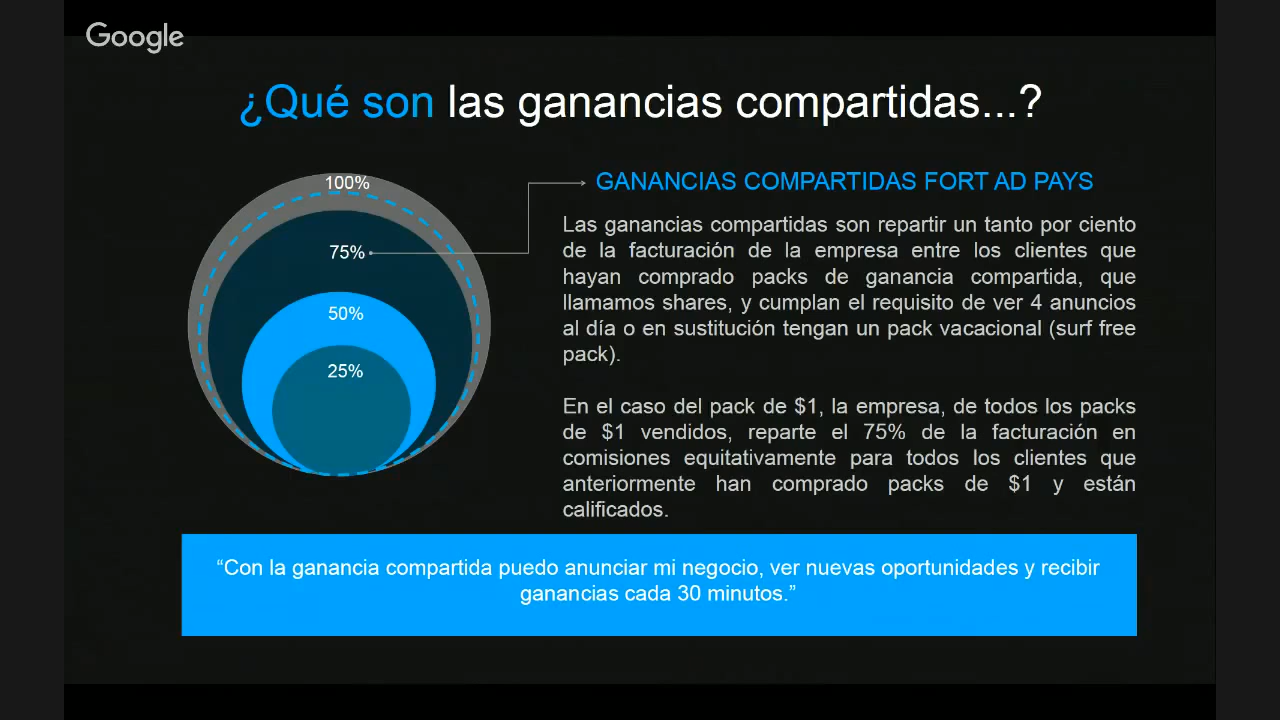 Google
¿Qué son las ganancias compartidas...?
100%
75%
50%
25%
GANANCIAS COMPARTIDAS FORT AD PAYS
Las ganancias compartidas son repartir un tanto por ciento
de la facturación de la empresa entre los clientes que
hayan comprado packs de ganancia compartida, que
llamamos shares, y cumplan el requisito de ver 4 anuncios
al día o en sustitución tengan un pack vacacional (surf free
pack).
En el caso del pack de $1, la empresa, de todos los packs
de $1 vendidos, reparte el 75% de la facturación en
comisiones equitativamente para todos los clientes que
anteriormente han comprado packs de $1 y están
calificados.
“Con la ganancia compartida puedo anunciar mi negocio, ver nuevas oportunidades y recibir
ganancias cada 30 minutos.”